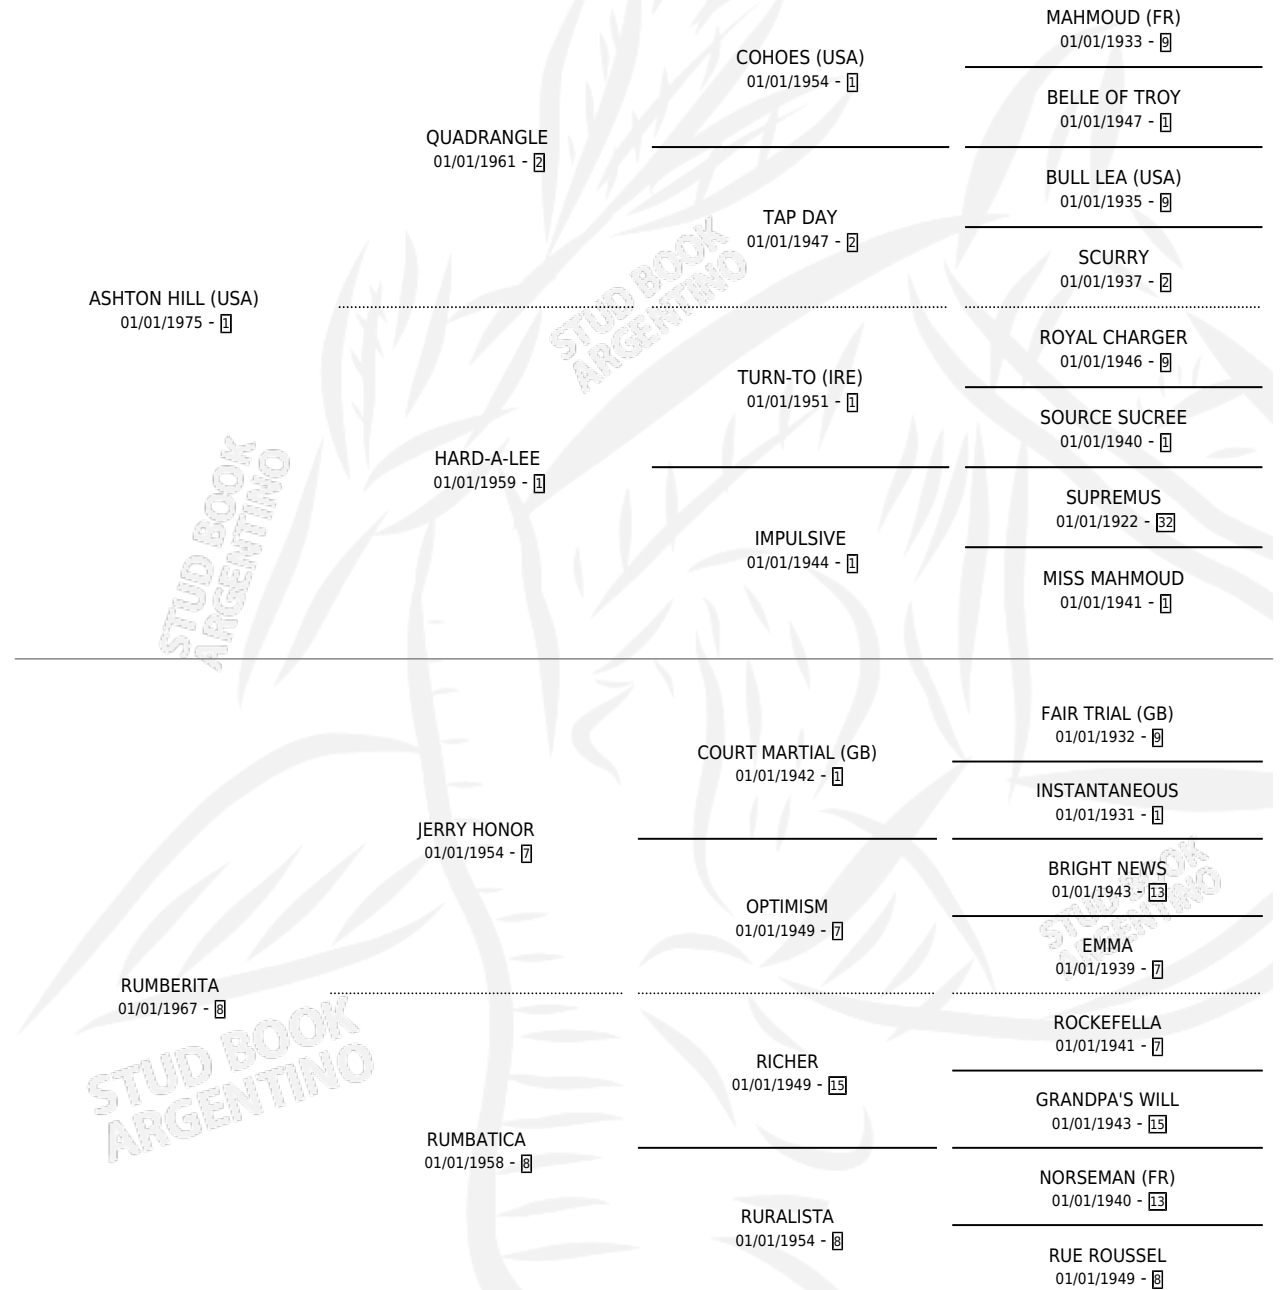 MAHMOUD (FR)
01/01/1933 - 9
COHOES (USA)
01/01/1954 - 1
BELLE OF TROY
01/01/1947 - 1
QUADRANGLE
01/01/1961 - 2
BULL LEA (USA)
01/01/1935 - 9
TAP DAY
01/01/1947 - 2
SCURRY
01/01/1937 - 2
ASHTON HILL (USA)
01/01/1975 - 1
ROYAL CHARGER
01/01/1946 - 9
TURN-TO (IRE)
01/01/1951 - 1
SOURCE SUCREE
01/01/1940 - 1
HARD-A-LEE
01/01/1959 - 1
SUPREMUS
01/01/1922 - 32
IMPULSIVE
01/01/1944 - 1
MISS MAHMOUD
01/01/1941 - 1
STUD BOOK
ARGENTINO
STUD BOOK
ARGENTINO
FAIR TRIAL (GB)
01/01/1932 - 9
COURT MARTIAL (GB)
01/01/1942 - 1
INSTANTANEOUS
01/01/1931 - 1
JERRY HONOR
01/01/1954 - 7
BRIGHT NEWS
01/01/1943 - 13
OPTIMISM
01/01/1949 - 7
EMMA
01/01/1939 - 7
STUD BOOK
ARGENTINO
RUMBERITA
01/01/1967 - 8
ROCKEFELLA
01/01/1941 - 7
RICHER
01/01/1949 - 15
GRANDPA'S WILL
01/01/1943 - 15
RUMBATICA
01/01/1958 - 8
NORSEMAN (FR)
01/01/1940 - 13
RURALISTA
01/01/1954 - 8
RUE ROUSSEL
01/01/1949 - 8
STUD BOOK
ARGENTINO